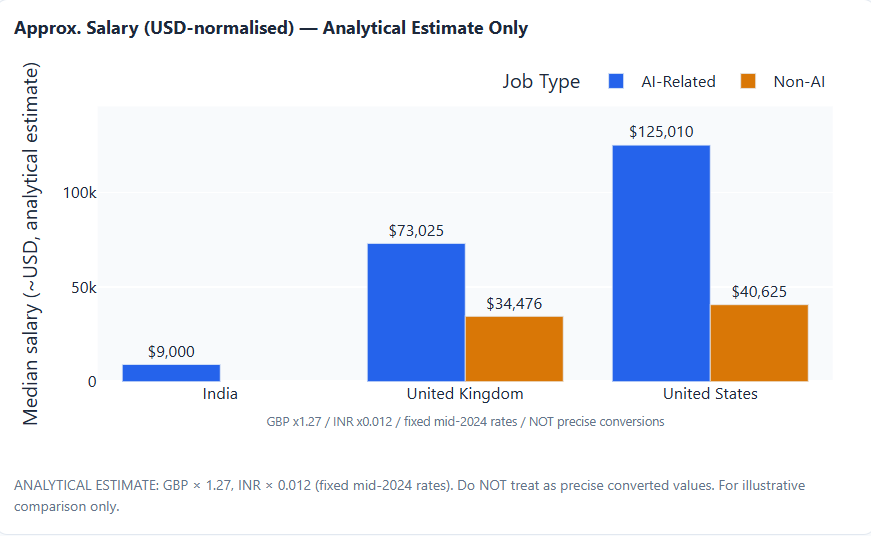 Approx. Salary (USD-normalised) — Analytical Estimate Only
Job Type AI-Related Non-AI
Median salary (~USD, analytical estimate)
100k
50k
0
$9,000
$73,025
$34,476
$125,010
$40,625
India United Kingdom United States
GBP x1.27 / INR x0.012 / fixed mid-2024 rates / NOT precise conversions
ANALYTICAL ESTIMATE: GBP × 1.27, INR × 0.012 (fixed mid-2024 rates). Do NOT treat as precise converted values. For illustrative
comparison only.